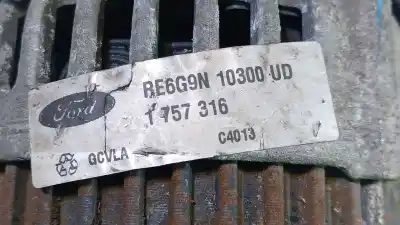 Ford
RE6G9N 10300 UD
1 757 316
C4013
GCVLA